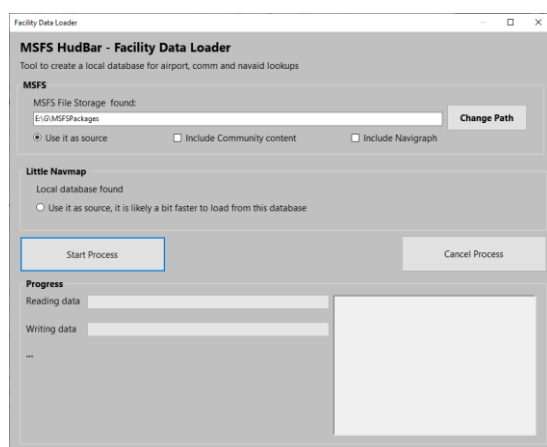 Facility Data Loader
MSFS HudBar - Facility Data Loader
Tool to create a local database for airport, comm and navaid lookups
MSFS
MSFS File Storage found:
E:\G\MSFSPackages
Change Path
Use it as source
Include Community content
Include Navigraph
Little Navmap
Local database found
Use it as source, it is likely a bit faster to load from this database
Start Process
Cancel Process
Progress
Reading data
Writing data
...